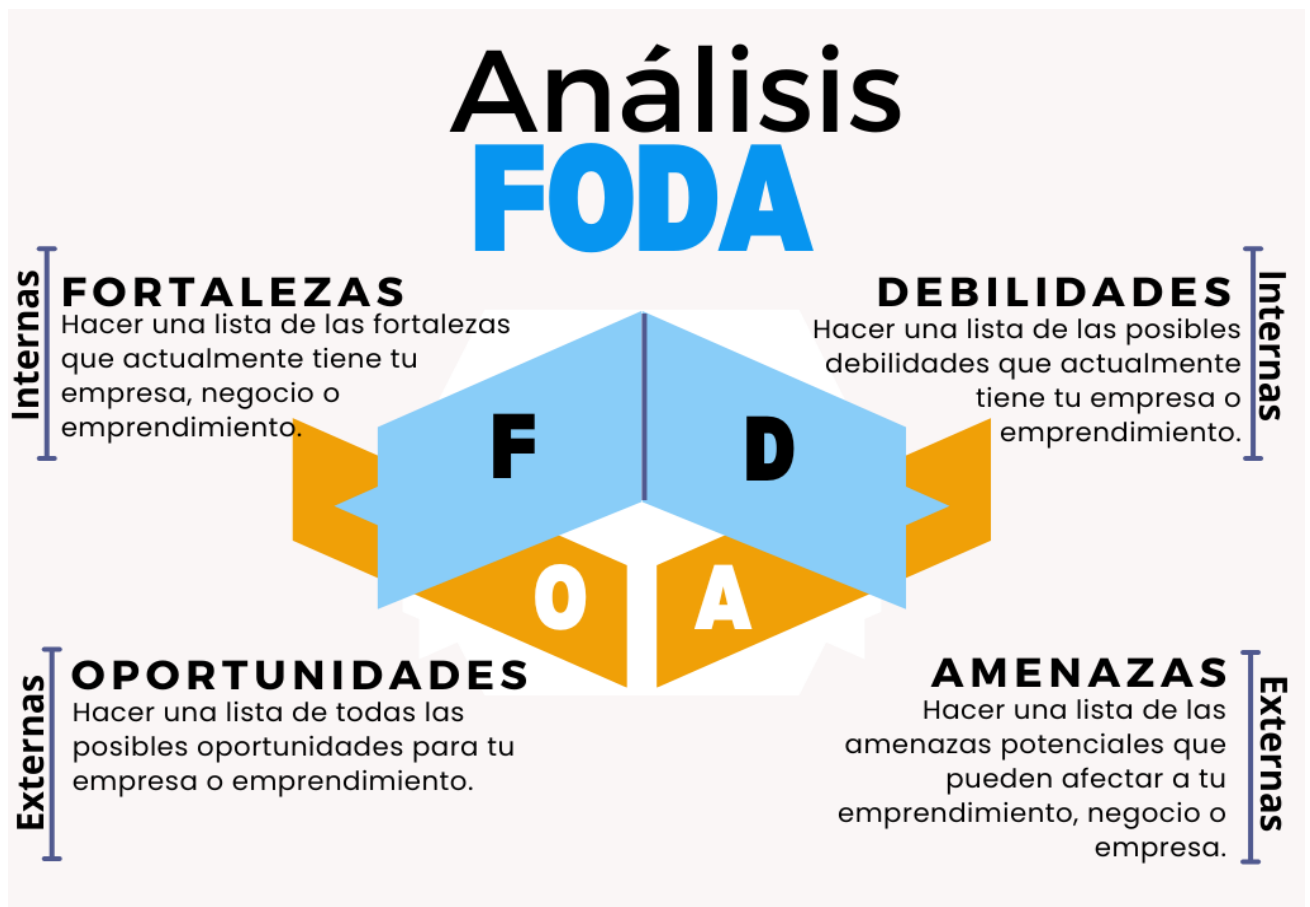 Análisis
FODA
Internas
FORTALEZAS
Hacer una lista de las fortalezas
que actualmente tiene tu
empresa, negocio o
emprendimiento.
DEBILIDADES
Hacer una lista de las posibles
debilidades que actualmente
tiene tu empresa o
emprendimiento.
Internas
F
D
O
A
Externas
OPORTUNIDADES
Hacer una lista de todas las
posibles oportunidades para tu
empresa o emprendimiento.
AMENAZAS
Hacer una lista de las
amenazas potenciales que
pueden afectar a tu
emprendimiento, negocio o
empresa.
Externas